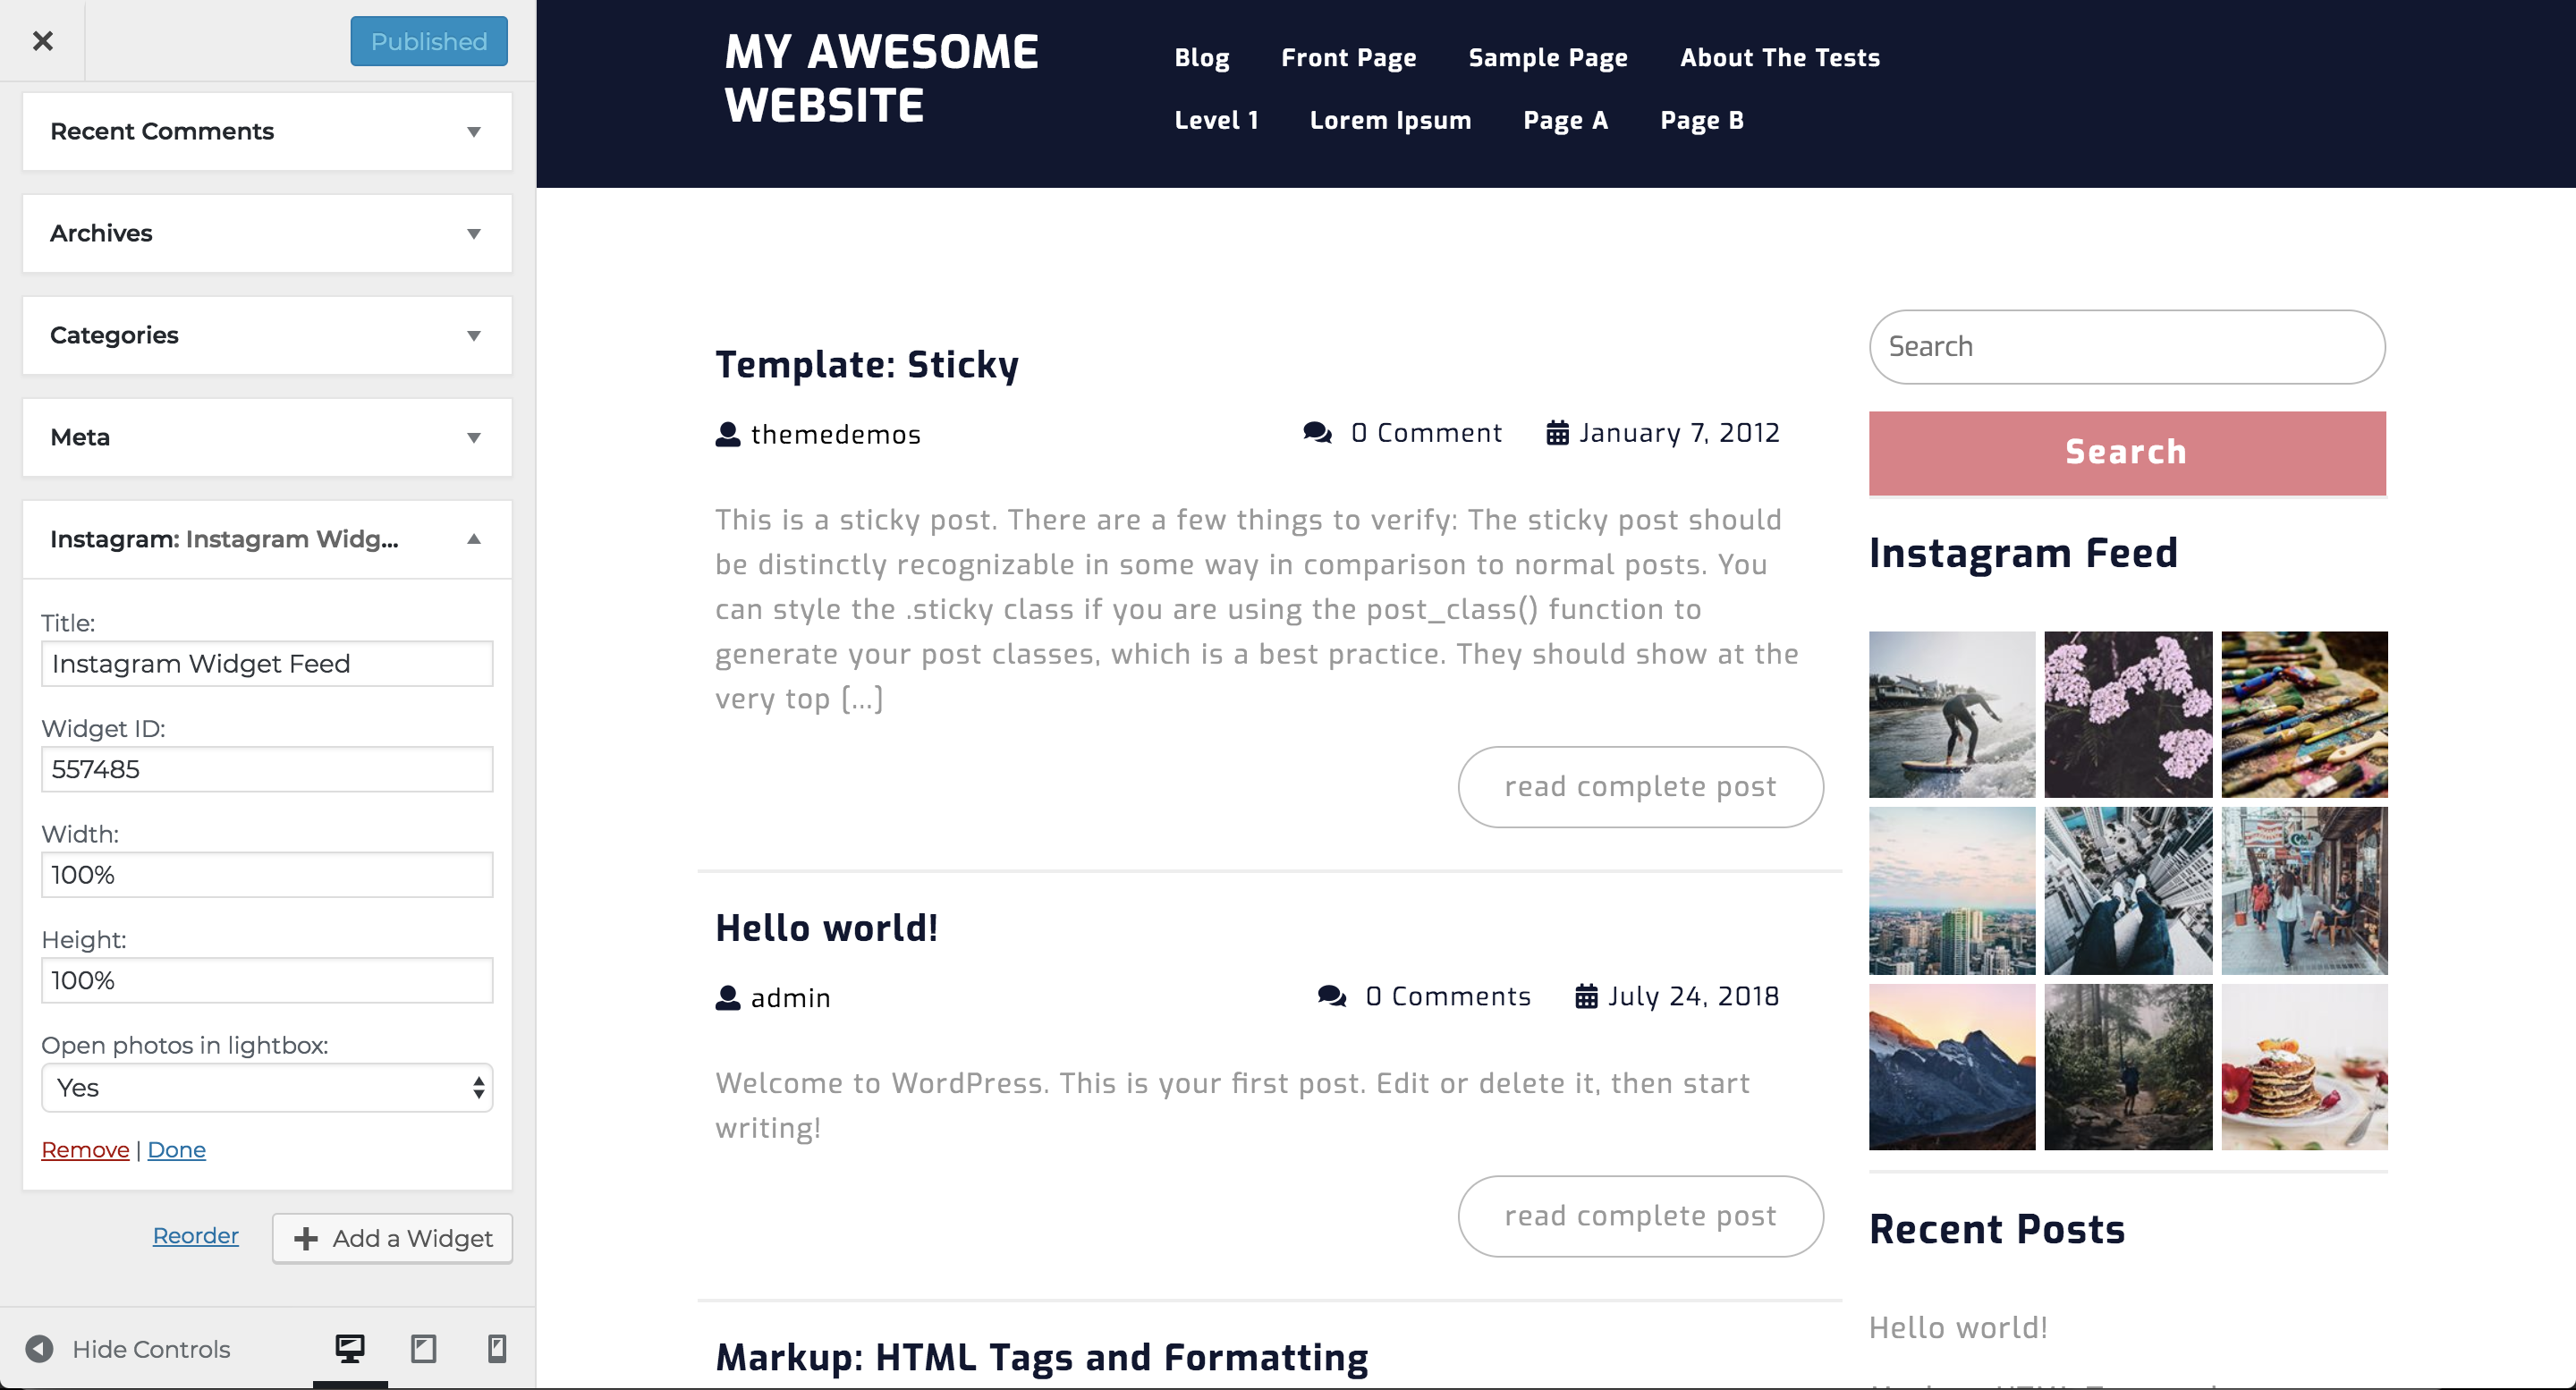 Published
Recent Comments
Archives
Categories
Meta
Instagram: Instagram Widg...
Title:
Instagram Widget Feed
Widget ID:
557485
Width:
100%
Height:
100%
Open photos in lightbox:
Yes
Remove | Done
Reorder
Add a Widget
Hide Controls
MY AWESOME
WEBSITE
Blog Front Page Sample Page About The Tests
Level 1 Lorem Ipsum Page A Page B
Template: Sticky
themedemos 0 Comment January 7, 2012
This is a sticky post. There are a few things to verify: The sticky post should
be distinctly recognizable in some way in comparison to normal posts. You
can style the .sticky class if you are using the post_class() function to
generate your post classes, which is a best practice. They should show at the
very top [...]
read complete post
Hello world!
admin 0 Comments July 24, 2018
Welcome to WordPress. This is your first post. Edit or delete it, then start
writing!
read complete post
Markup: HTML Tags and Formatting
Search
Search
Instagram Feed
Recent Posts
Hello world!